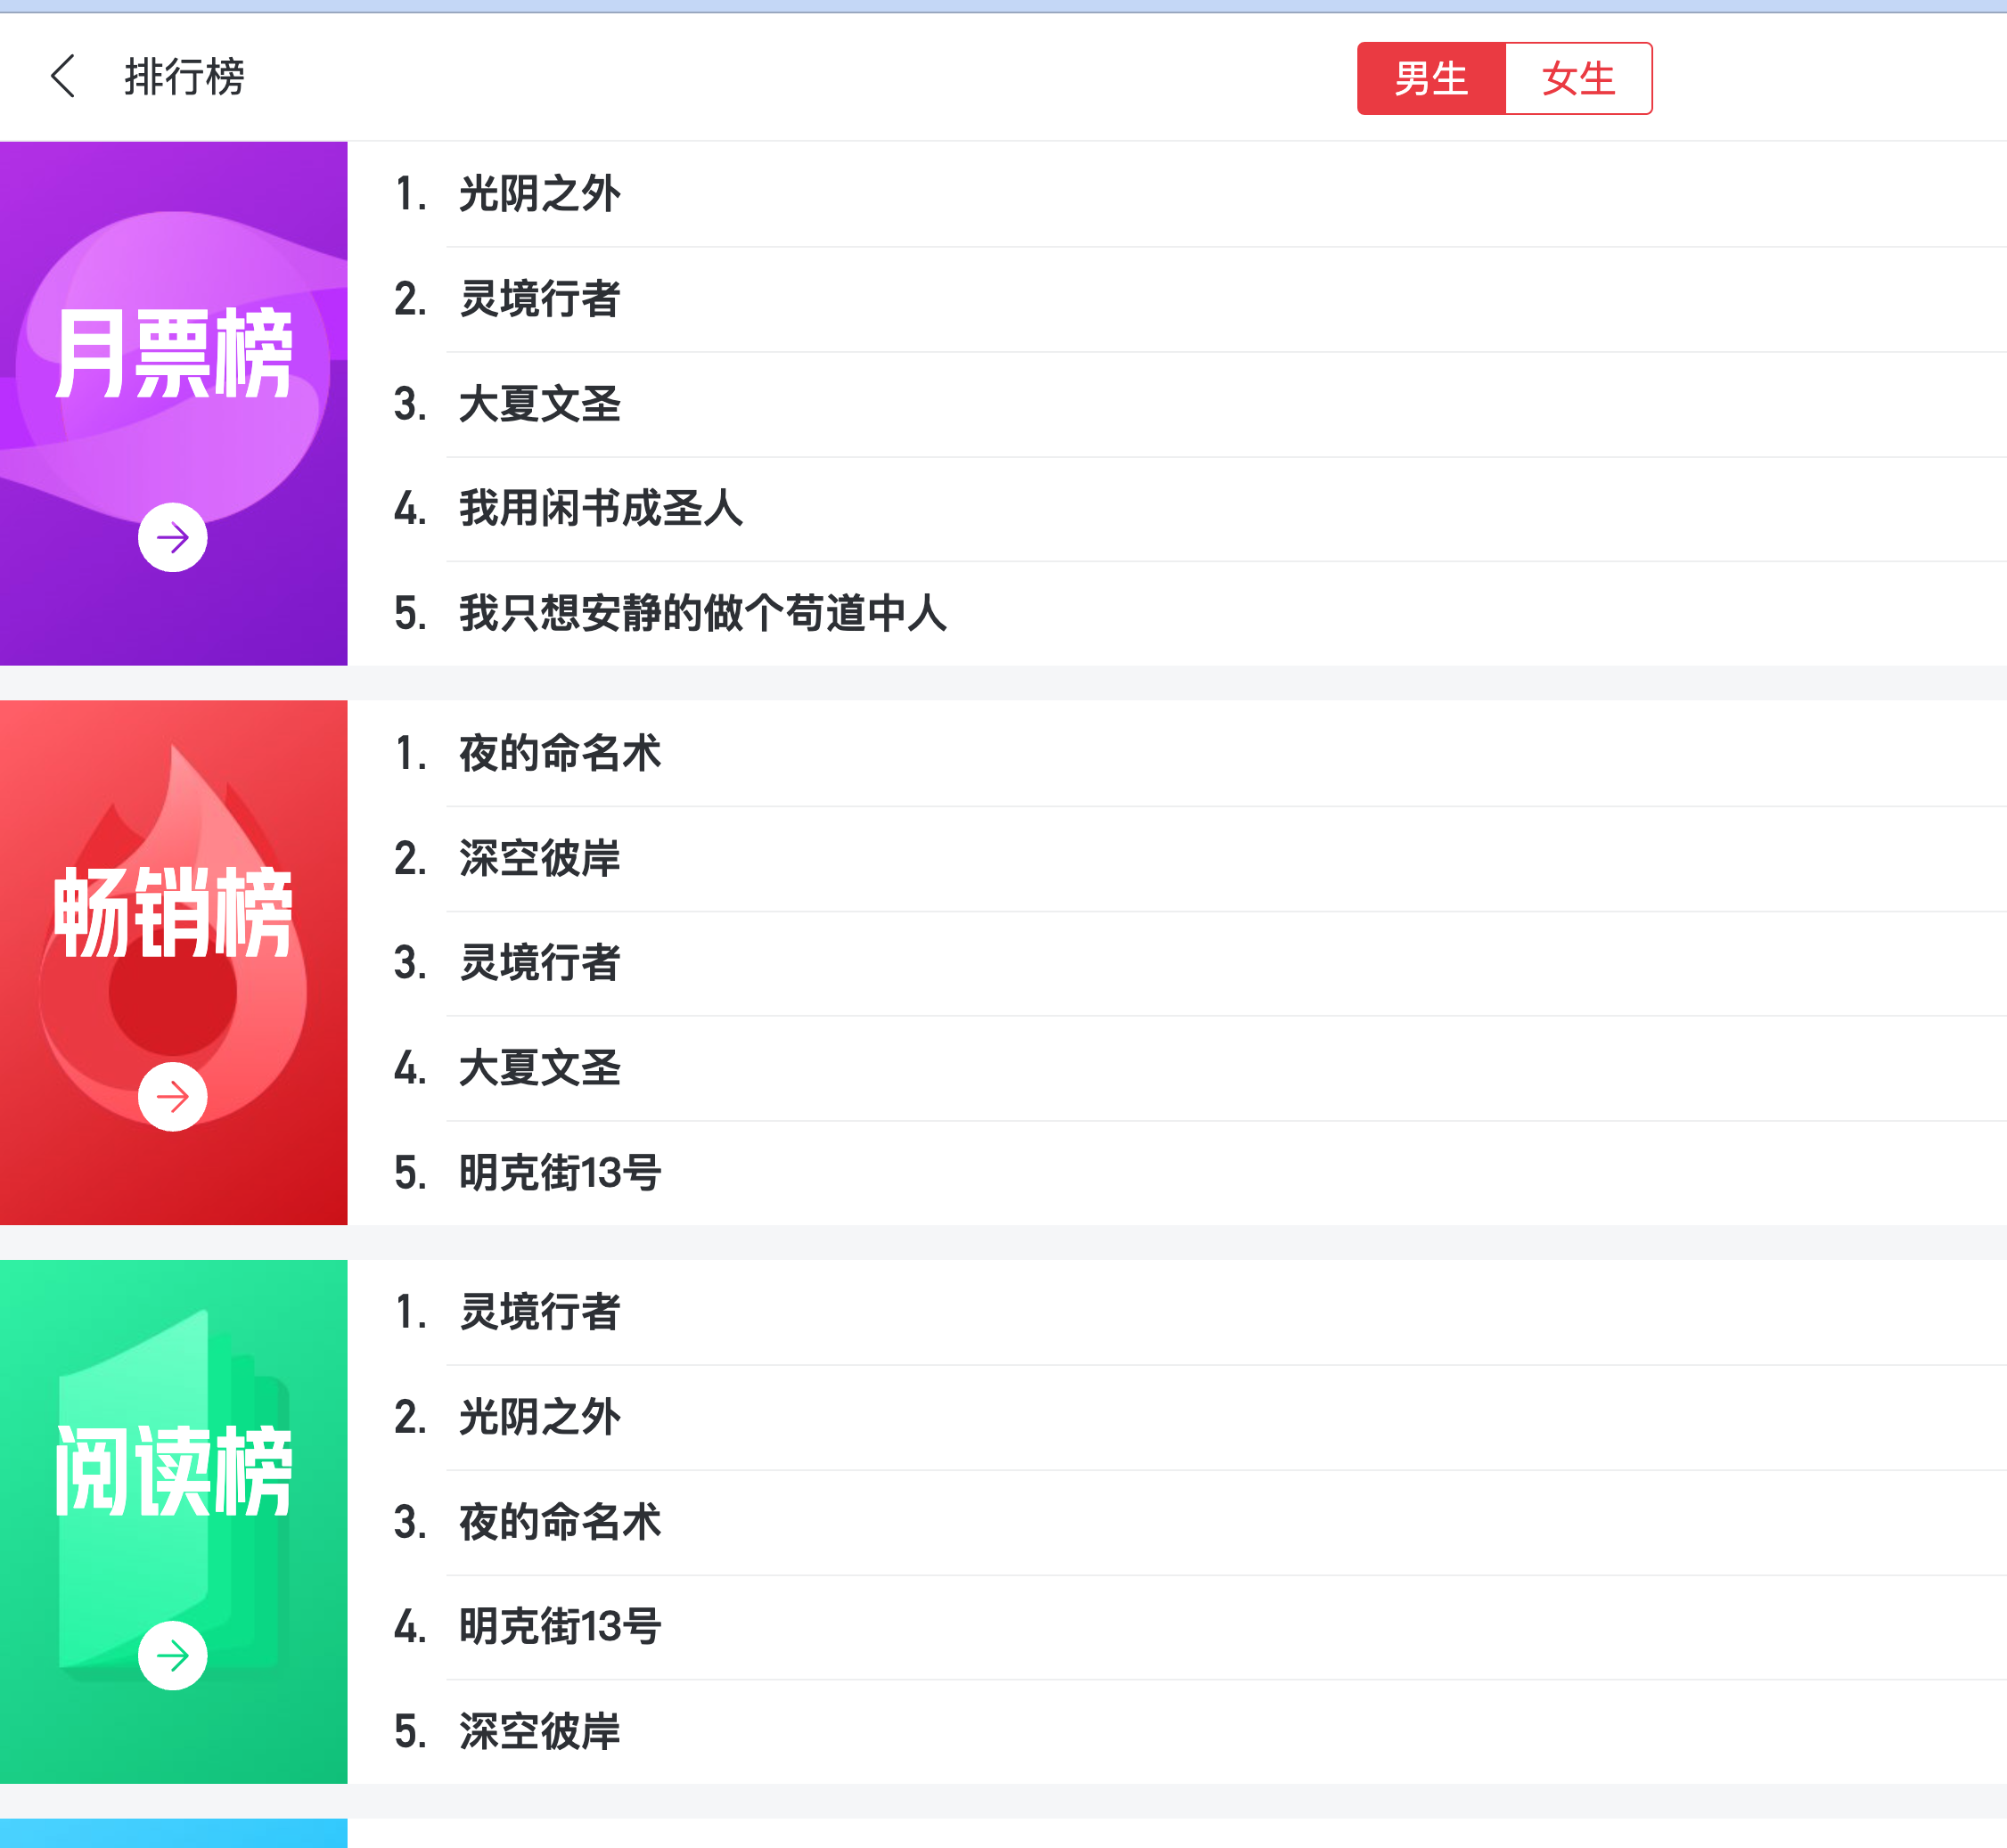 排行榜
男生 女生
月票榜
1. 光阴之外
2. 灵境行者
3. 大夏文圣
4. 我用闲书成圣人
5. 我只想安静的做个苟道中人
畅销榜
1. 夜的命名术
2. 深空彼岸
3. 灵境行者
4. 大夏文圣
5. 明克街13号
阅读榜
1. 灵境行者
2. 光阴之外
3. 夜的命名术
4. 明克街13号
5. 深空彼岸